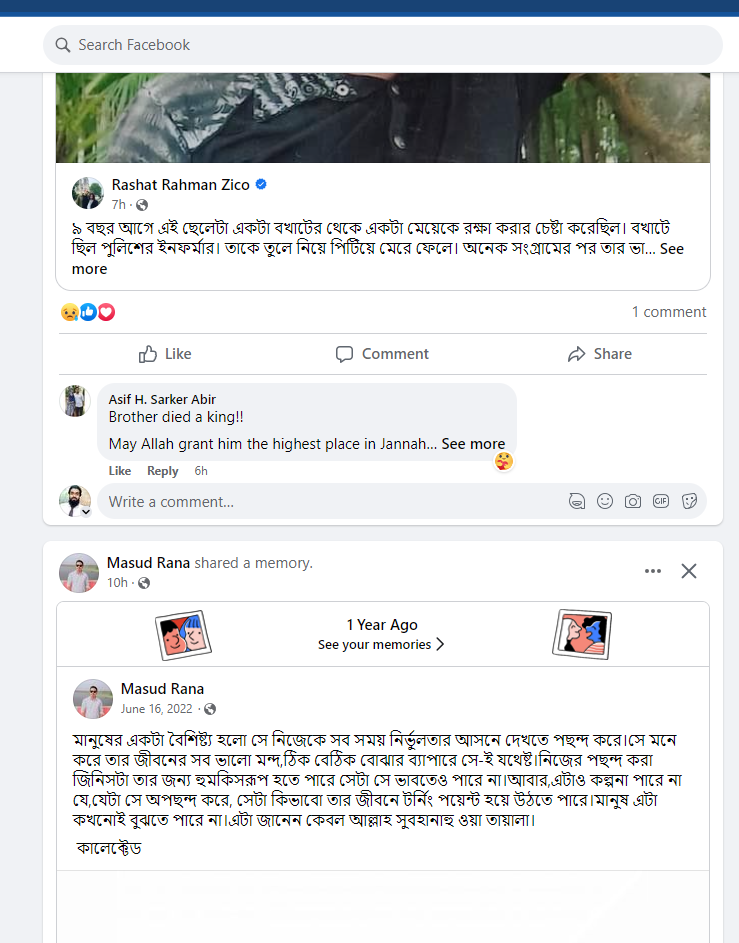 Search Facebook
Rashat Rahman Zico
7h ·
৯ বছর আগে এই ছেলেটা একটা বখাটের থেকে একটা মেয়েকে রক্ষা করার চেষ্টা করেছিল। বখাটে
ছিল পুলিশের ইনফর্মার। তাকে তুলে নিয়ে পিটিয়ে মেরে ফেলে। অনেক সংগ্রামের পর তার ভা... See
more
1 comment
Like Comment Share
Asif H. Sarker Abir
Brother died a king!!
May Allah grant him the highest place in Jannah... See more
Like Reply 6h
Write a comment...
GIF
Masud Rana shared a memory.
10h ·
1 Year Ago
See your memories
Masud Rana
June 16, 2022 ·
মানুষের একটা বৈশিষ্ট্য হলো সে নিজেকে সব সময় নির্ভুলতার আসনে দেখতে পছন্দ করে।সে মনে
করে তার জীবনের সব ভালো মন্দ,ঠিক বেঠিক বোঝার ব্যাপারে সে-ই যথেষ্ট।নিজের পছন্দ করা
জিনিসটা তার জন্য হুমকিসরূপ হতে পারে সেটা সে ভাবতেও পারে না।আবার,এটাও কল্পনা পারে না
যে,যেটা সে অপছন্দ করে, সেটা কিভাবো তার জীবনে টর্নিং পয়েন্ট হয়ে উঠতে পারে।মানুষ এটা
কখনোই বুঝতে পারে না।এটা জানেন কেবল আল্লাহ সুবহানাহু ওয়া তায়ালা।
কালেক্টেড